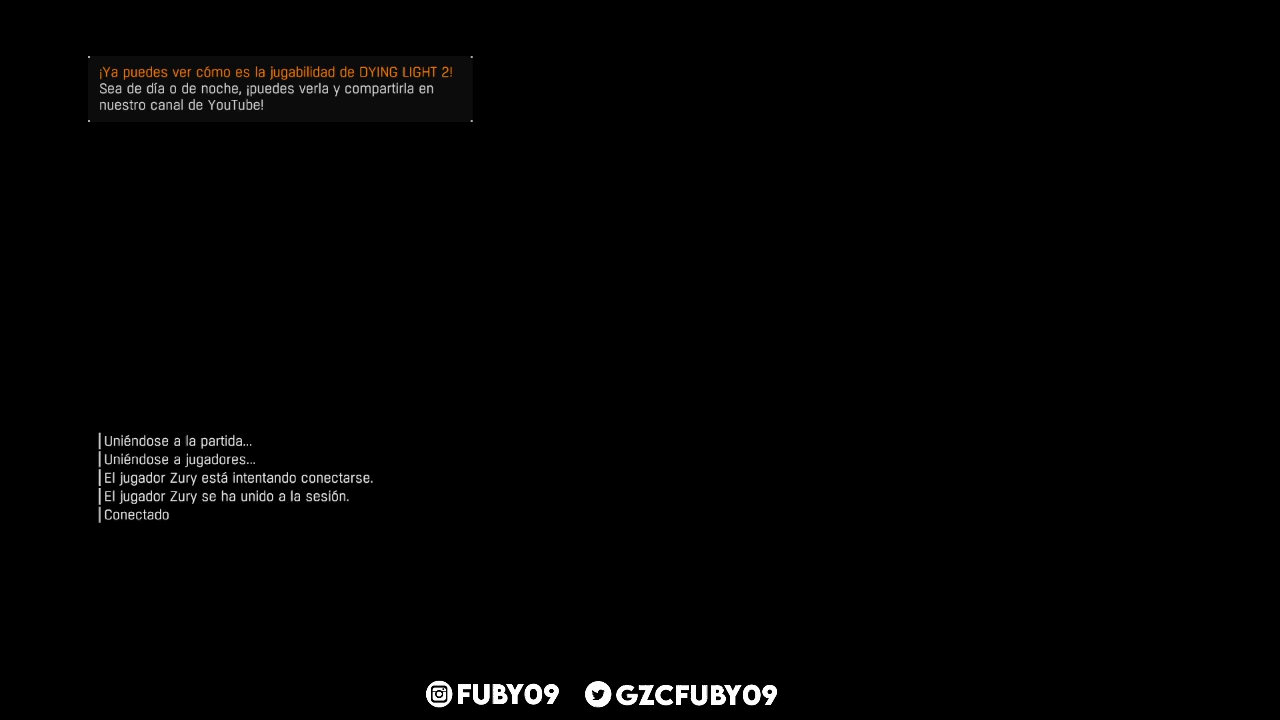 ¡Ya puedes ver cómo es la jugabilidad de DYING LIGHT 2!
Sea de día o de noche, ¡puedes verla y compartirla en
nuestro canal de YouTube!
Uniéndose a la partida...
Uniéndose a jugadores...
El jugador Zury está intentando conectarse.
El jugador Zury se ha unido a la sesión.
Conectado
FUBY09 GZCFUBY09